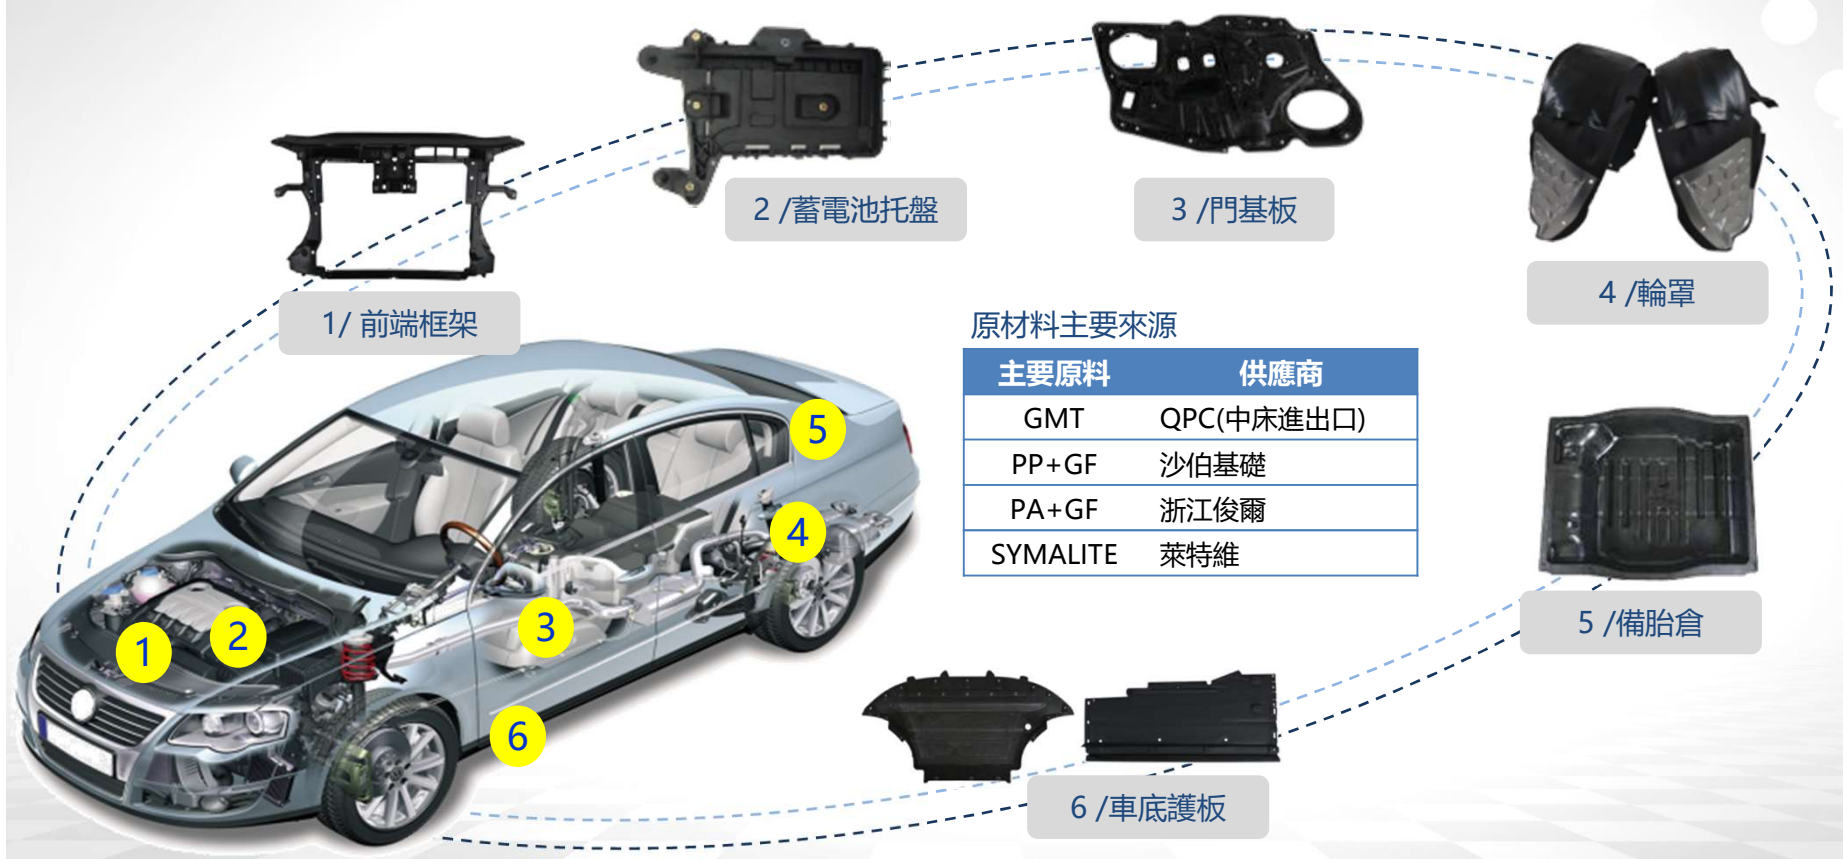 2 /蓄電池托盤
3 /門基板
4 /輪罩
1/ 前端框架
原材料主要來源
主要原料 供應商
GMT QPC(中床進出口)
PP+GF 沙伯基礎
PA+GF 浙江俊爾
SYMALITE 萊特維
5
4
3
2
1
6
5 /備胎倉
6 /車底護板